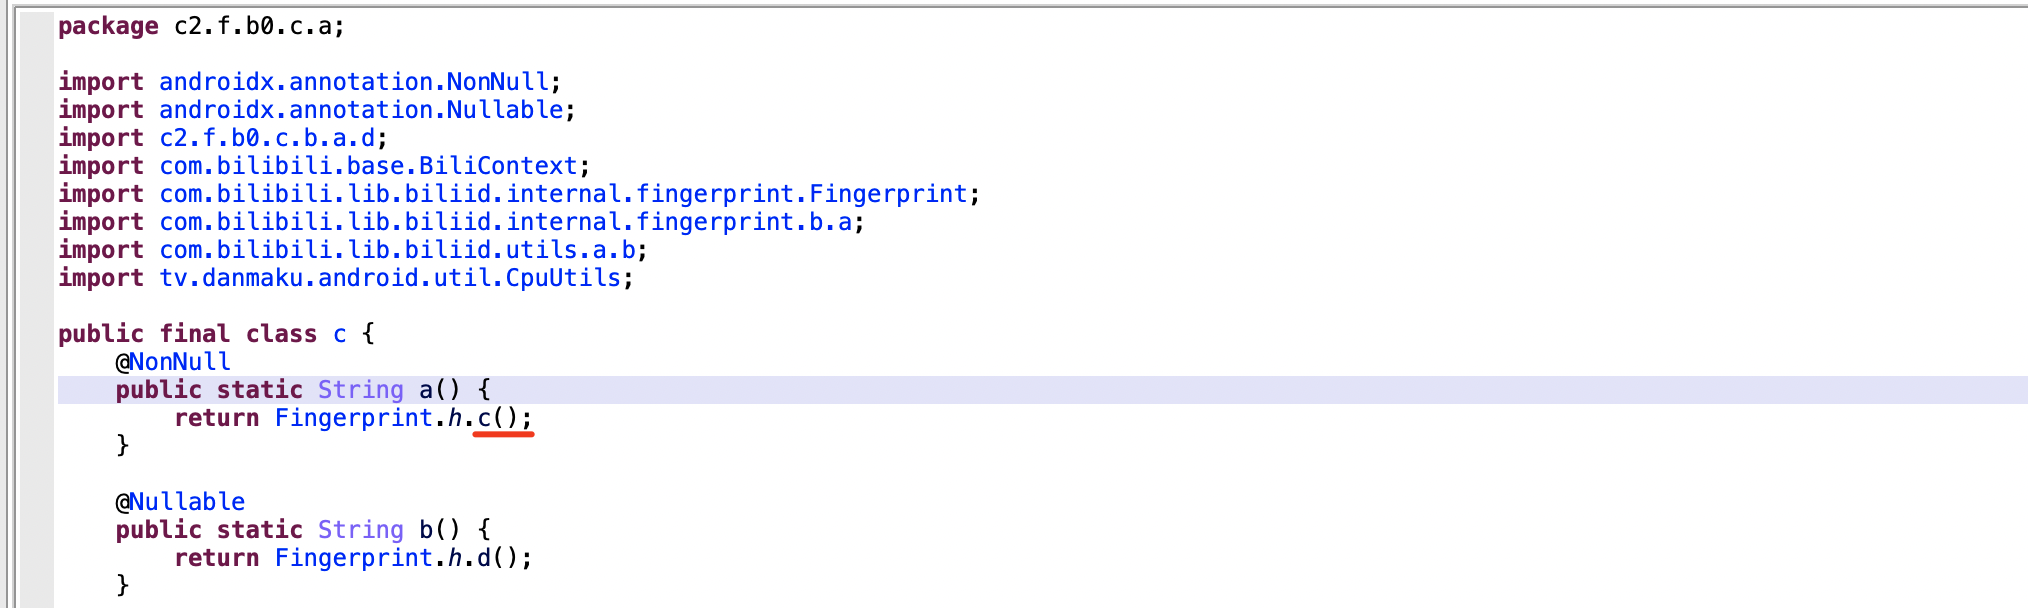 package c2.f.b0.c.a;
import androidx.annotation.NonNull;
import androidx.annotation.Nullable;
import c2.f.b0.c.b.a.d;
import com.bilibili.base.BiliContext;
import com.bilibili.lib.biliid.internal.fingerprint.Fingerprint;
import com.bilibili.lib.biliid.internal.fingerprint.b.a;
import com.bilibili.lib.biliid.utils.a.b;
import tv.danmaku.android.util.CpuUtils;
public final class c {
@NonNull
public static String a() {
return Fingerprint.h.c();
}
@Nullable
public static String b() {
return Fingerprint.h.d();
}